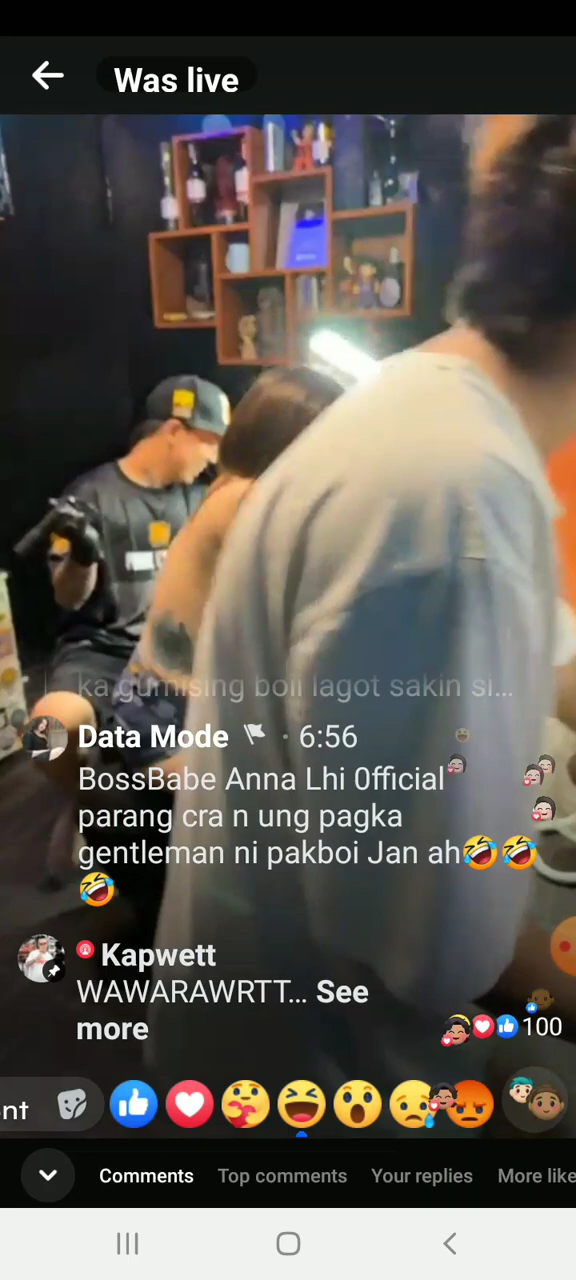 Was live
ka gumising boii lagot sakin si...
Data Mode · 6:56
BossBabe Anna Lhi 0fficial
parang cra n ung pagka
gentleman ni pakboi Jan ah🤣🤣
🤣
Kapwett
WAWARAWRTT... See
more
100
nt
Comments Top comments Your replies More like